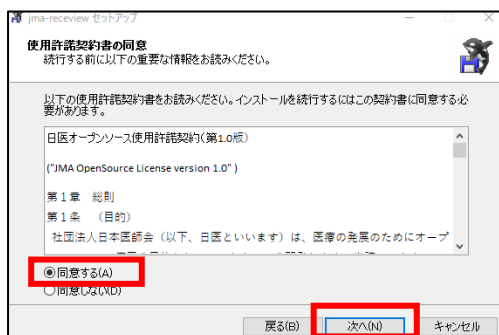 jma-receview セットアップ
使用許諾契約書の同意
続行する前に以下の重要な情報をお読みください。
以下の使用許諾契約書をお読みください。インストールを続行するにはこの契約書に同意する必
要があります。
日医オープンソース使用許諾契約(第1.0版)
("JMA OpenSource License version 1.0" )
第1章 総則
第1条 (目的)
社団法人日本医師会(以下、日医といいます)は、医療の発展のためにオープ
同意する(A)
同意しない(D)
戻る(B) 次へ(N) キャンセル